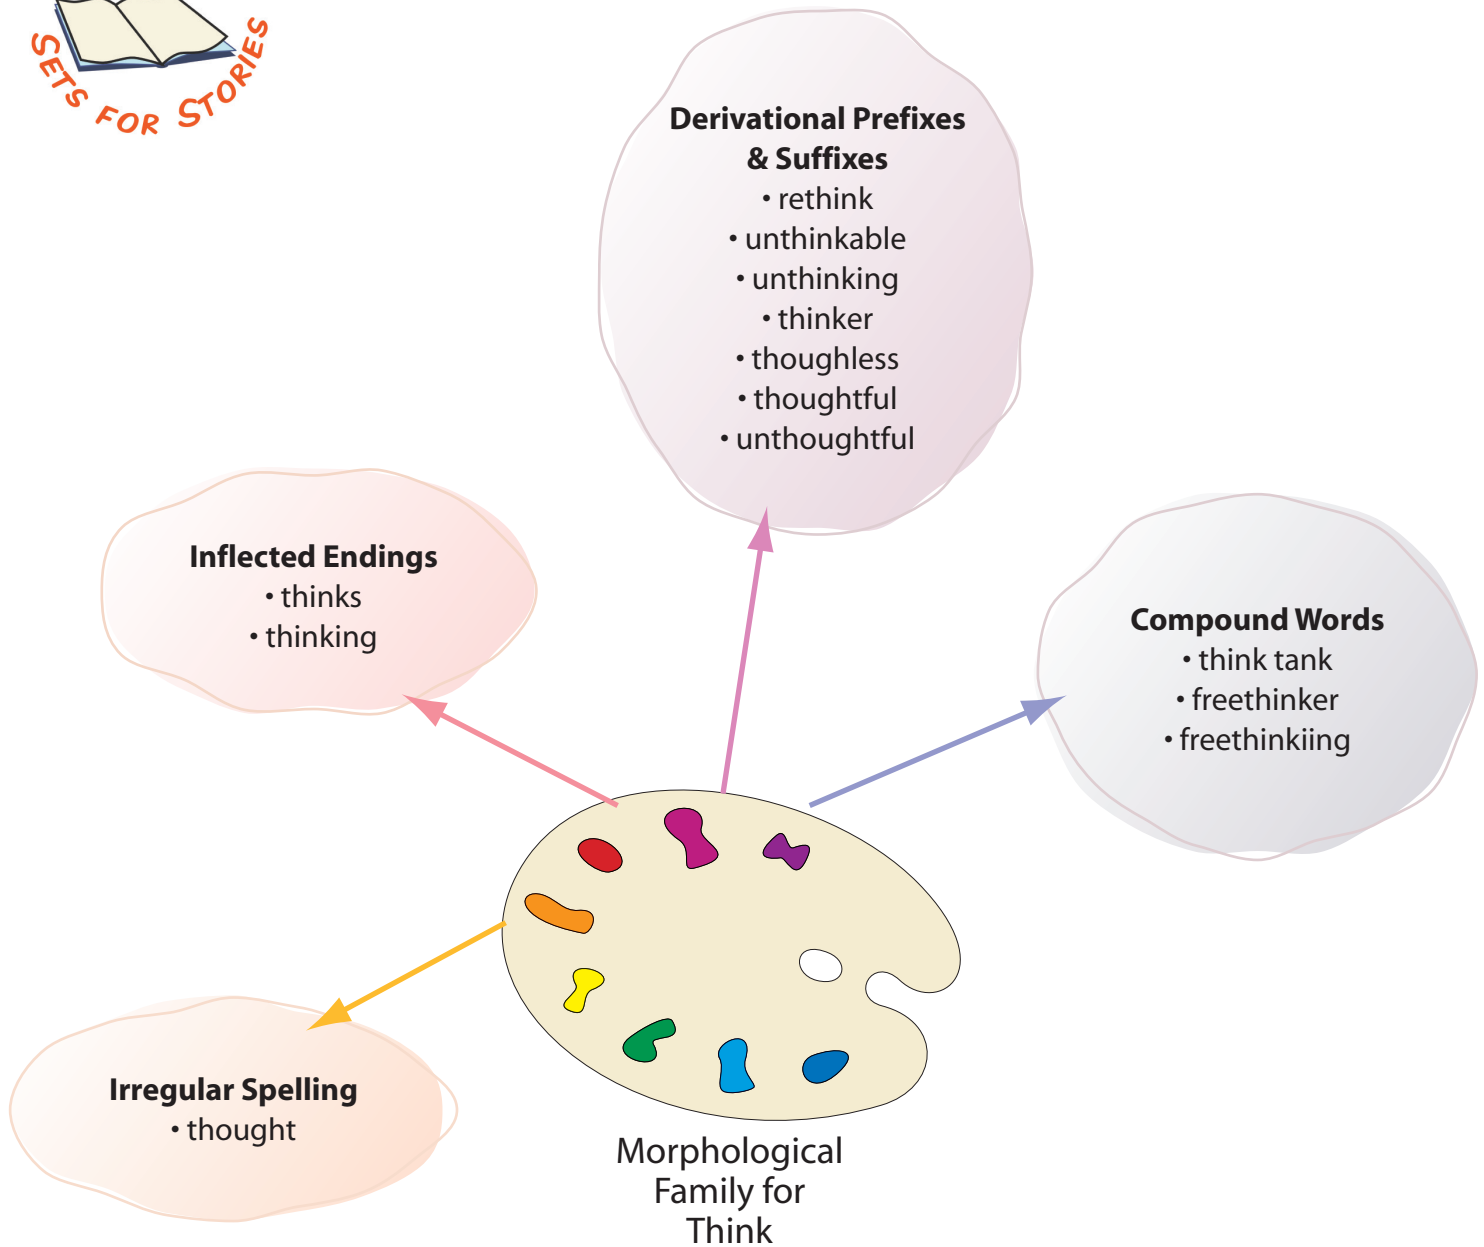 SETS FOR STORIES
Derivational Prefixes
& Suffixes
• rethink
• unthinkable
• unthinking
• thinker
• thoughless
• thoughtful
• unthoughtful
Inflected Endings
• thinks
• thinking
Compound Words
• think tank
• freethinker
• freethinkiing
Irregular Spelling
• thought
Morphological
Family for
Think